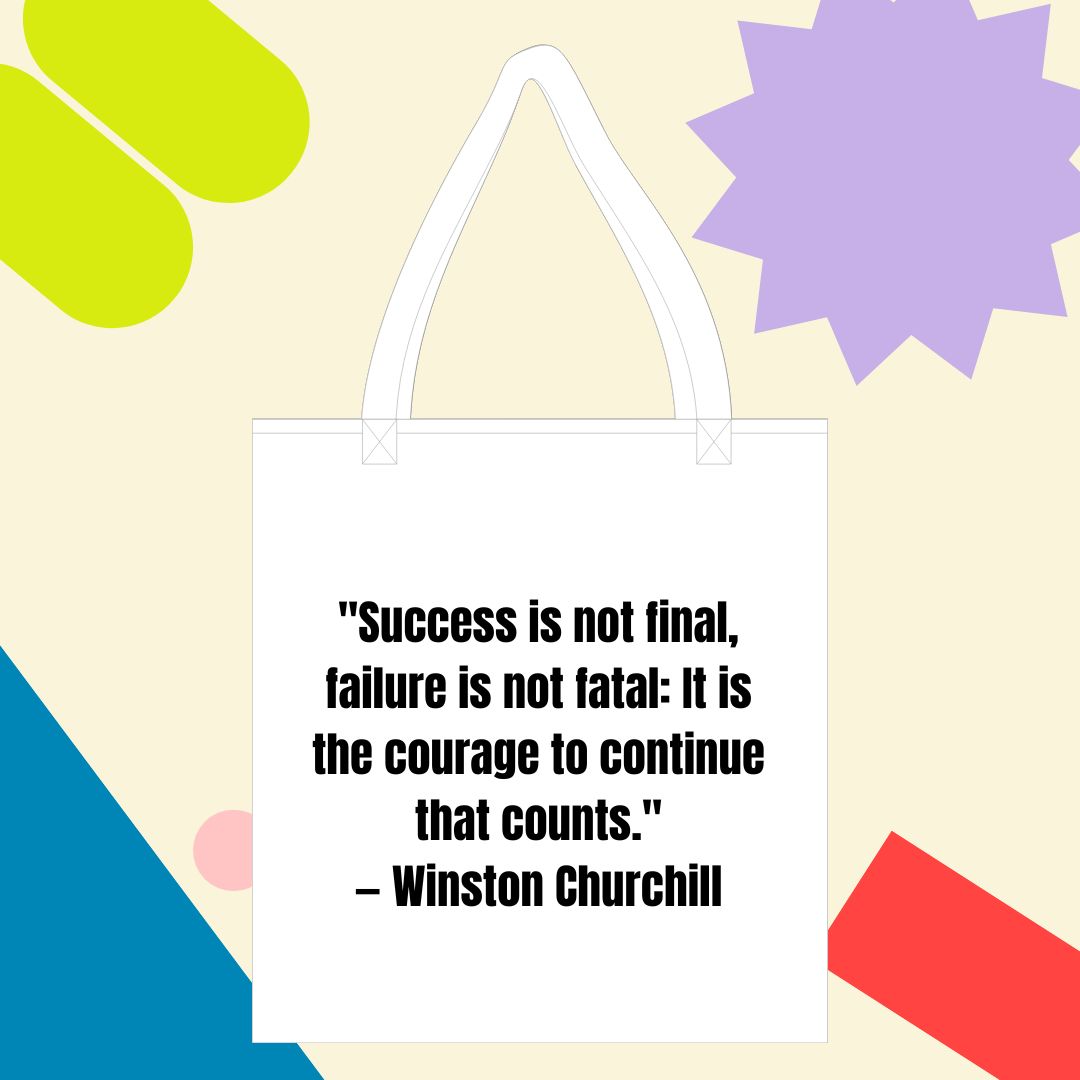 "Success is not final,
failure is not fatal: It is
the courage to continue
that counts."
– Winston Churchill